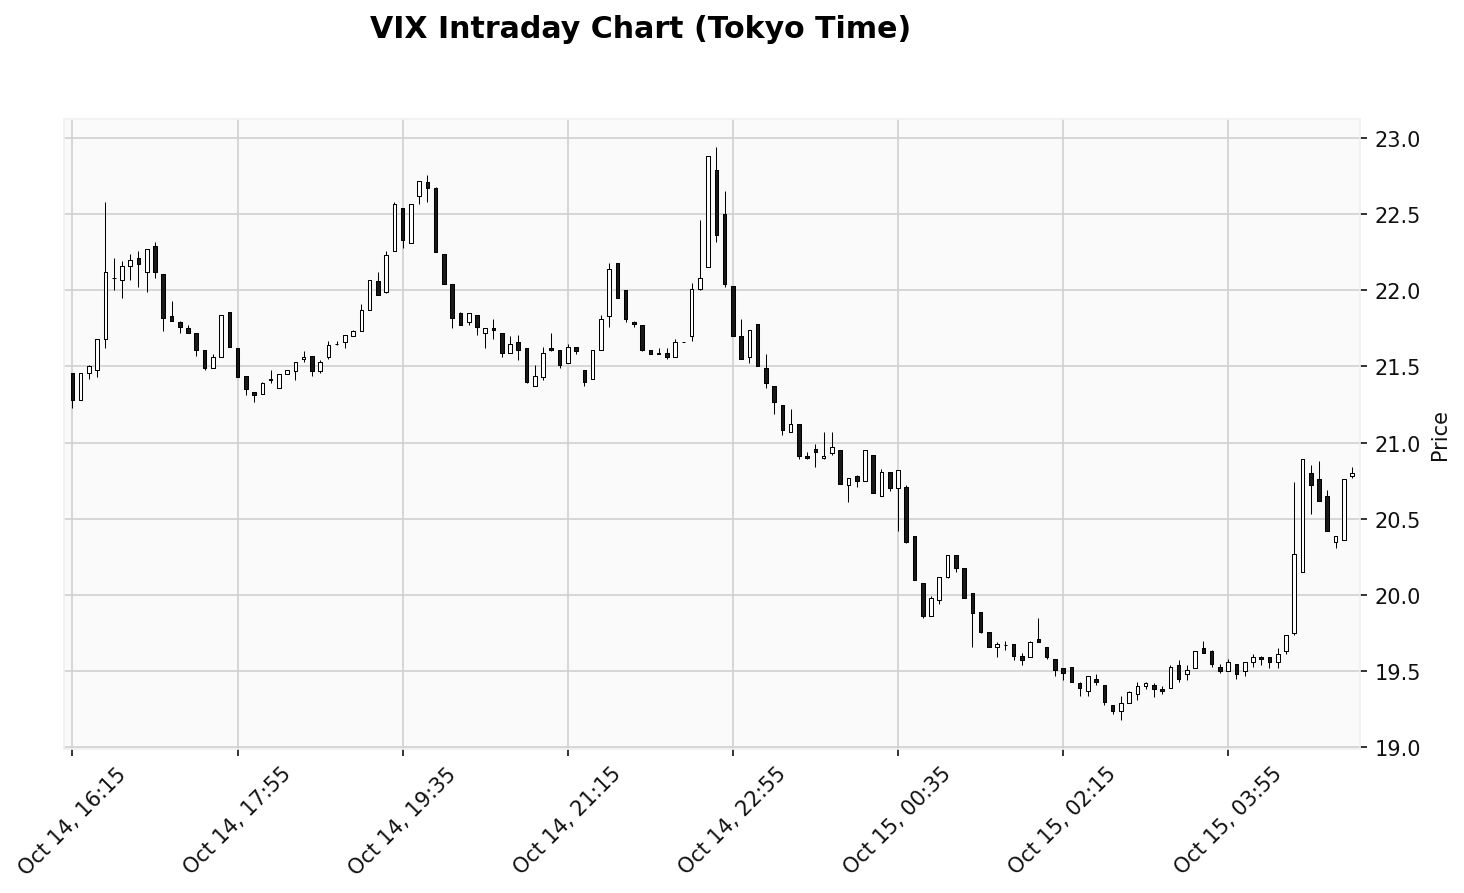 VIX Intraday Chart (Tokyo Time)
23.0
22.5
22.0
21.5
21.0
20.5
20.0
19.5
19.0
Price
Oct 14, 16:15
Oct 14, 17:55
Oct 14, 19:35
Oct 14, 21:15
Oct 14, 22:55
Oct 15, 00:35
Oct 15, 02:15
Oct 15, 03:55